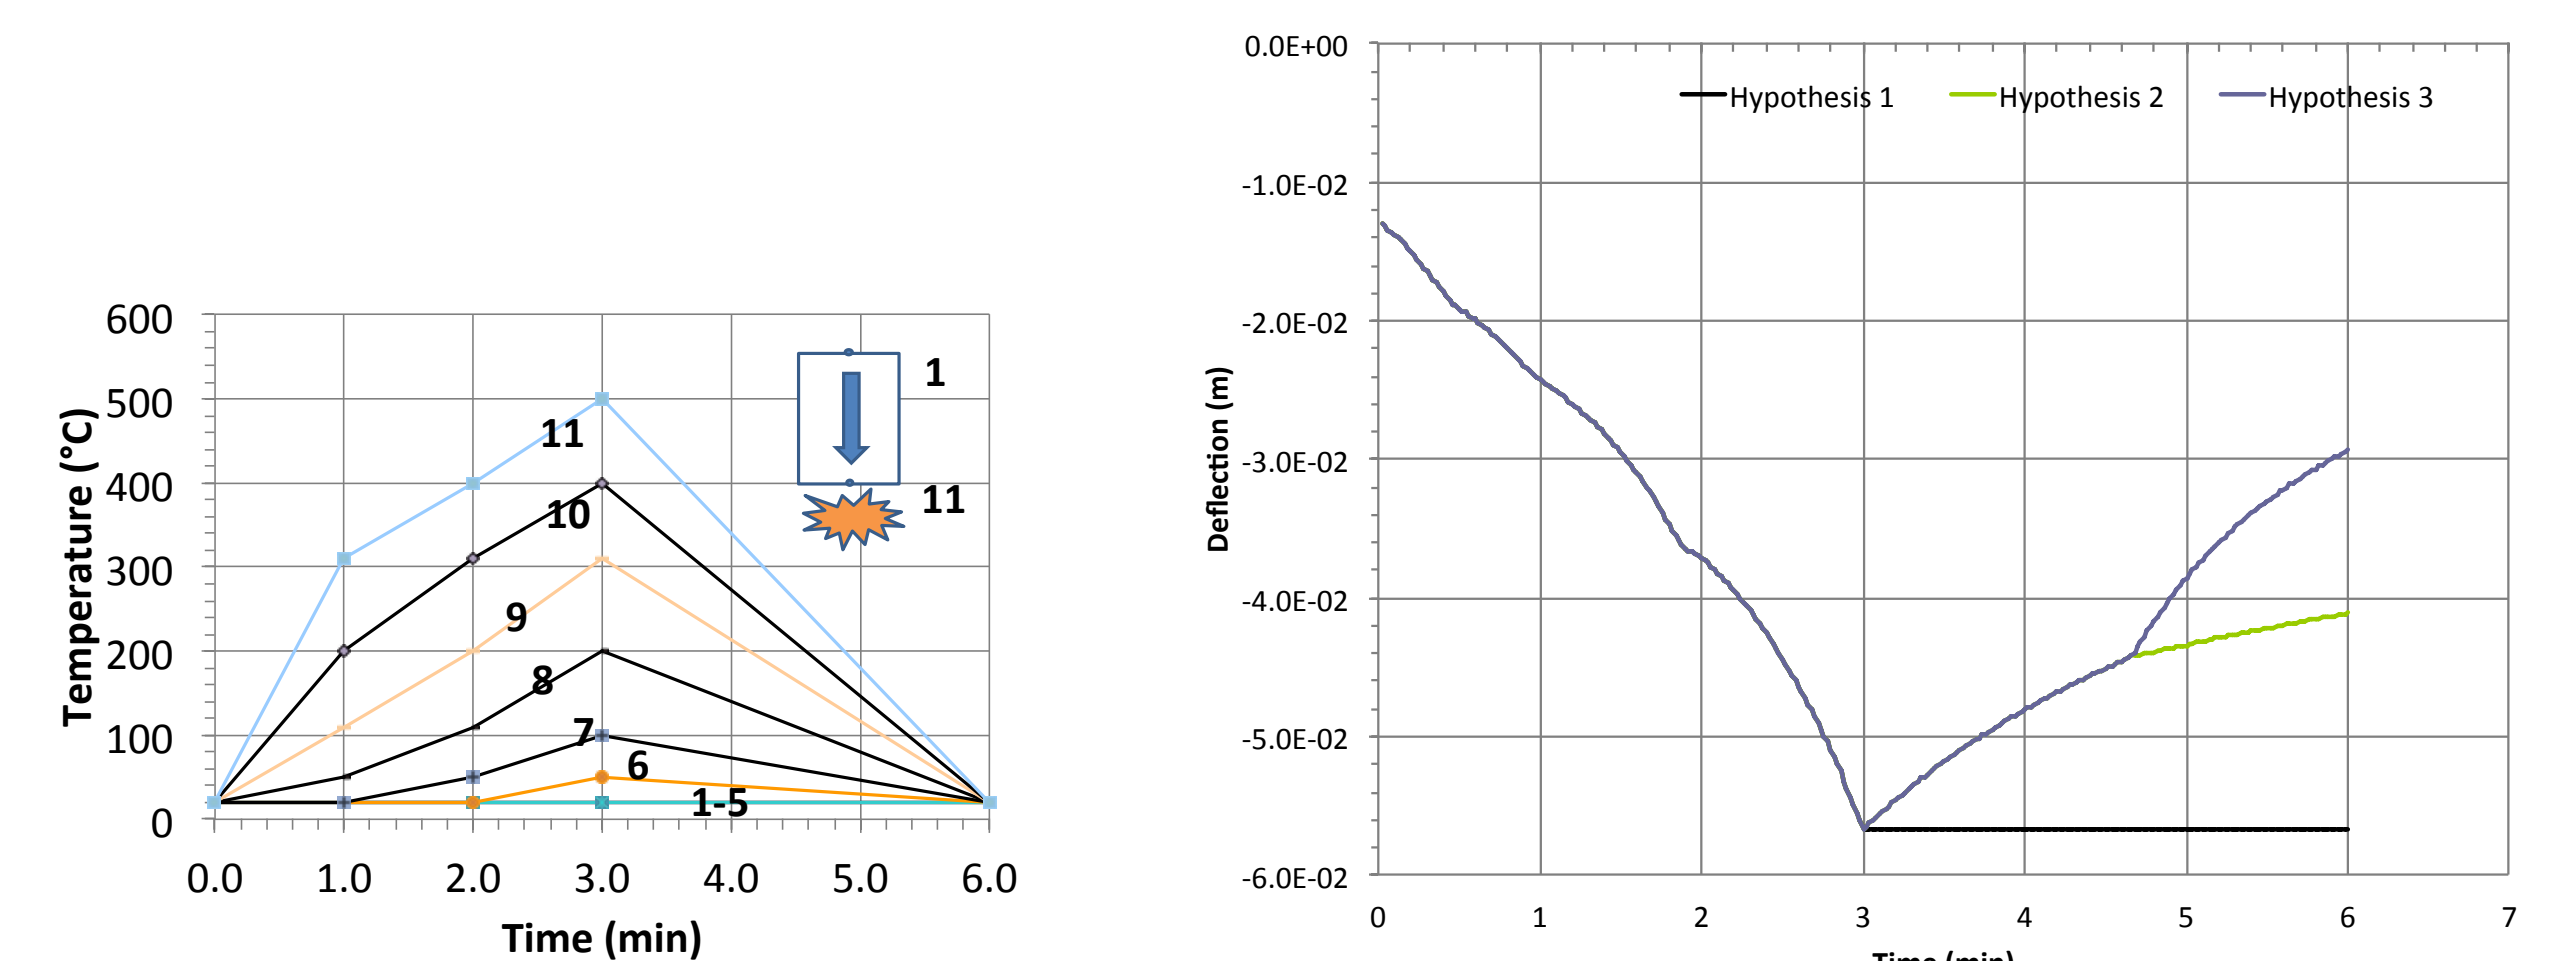 600
500
400
300
200
100
0
0.0 1.0 2.0 3.0 4.0 5.0 6.0
Temperature (°C)
Time (min)
11
10
9
8
7
6
1-5
1
11
0.0E+00
-1.0E-02
-2.0E-02
-3.0E-02
-4.0E-02
-5.0E-02
-6.0E-02
Hypothesis 1 Hypothesis 2 Hypothesis 3
Deflection (m)
0 1 2 3 4 5 6 7
Time (min)